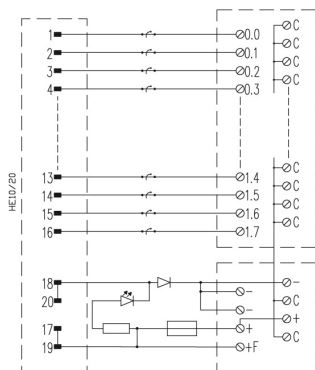 1 0.0 C
2 0.1 C
3 0.2 C
4 0.3 C
HE10/20
13 1.4 C
14 1.5 C
15 1.6 C
16 1.7 C
18 -
20 - C
-
17 + +
19 +F C